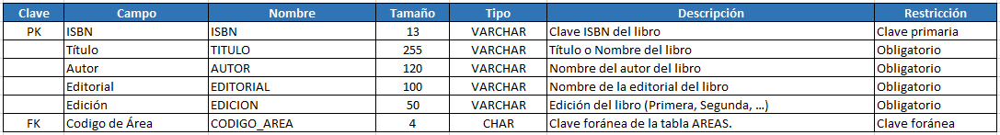 Clave Campo Nombre Tamaño Tipo Descripción Restricción
PK ISBN ISBN 13 VARCHAR Clave ISBN del libro Clave primaria
Título TITULO 255 VARCHAR Título o Nombre del libro Obligatorio
Autor AUTOR 120 VARCHAR Nombre del autor del libro Obligatorio
Editorial EDITORIAL 100 VARCHAR Nombre de la editorial del libro Obligatorio
Edición EDICION 50 VARCHAR Edición del libro (Primera, Segunda, ...) Obligatorio
FK Codigo de Área CODIGO_AREA 4 CHAR Clave foránea de la tabla AREAS. Clave foránea